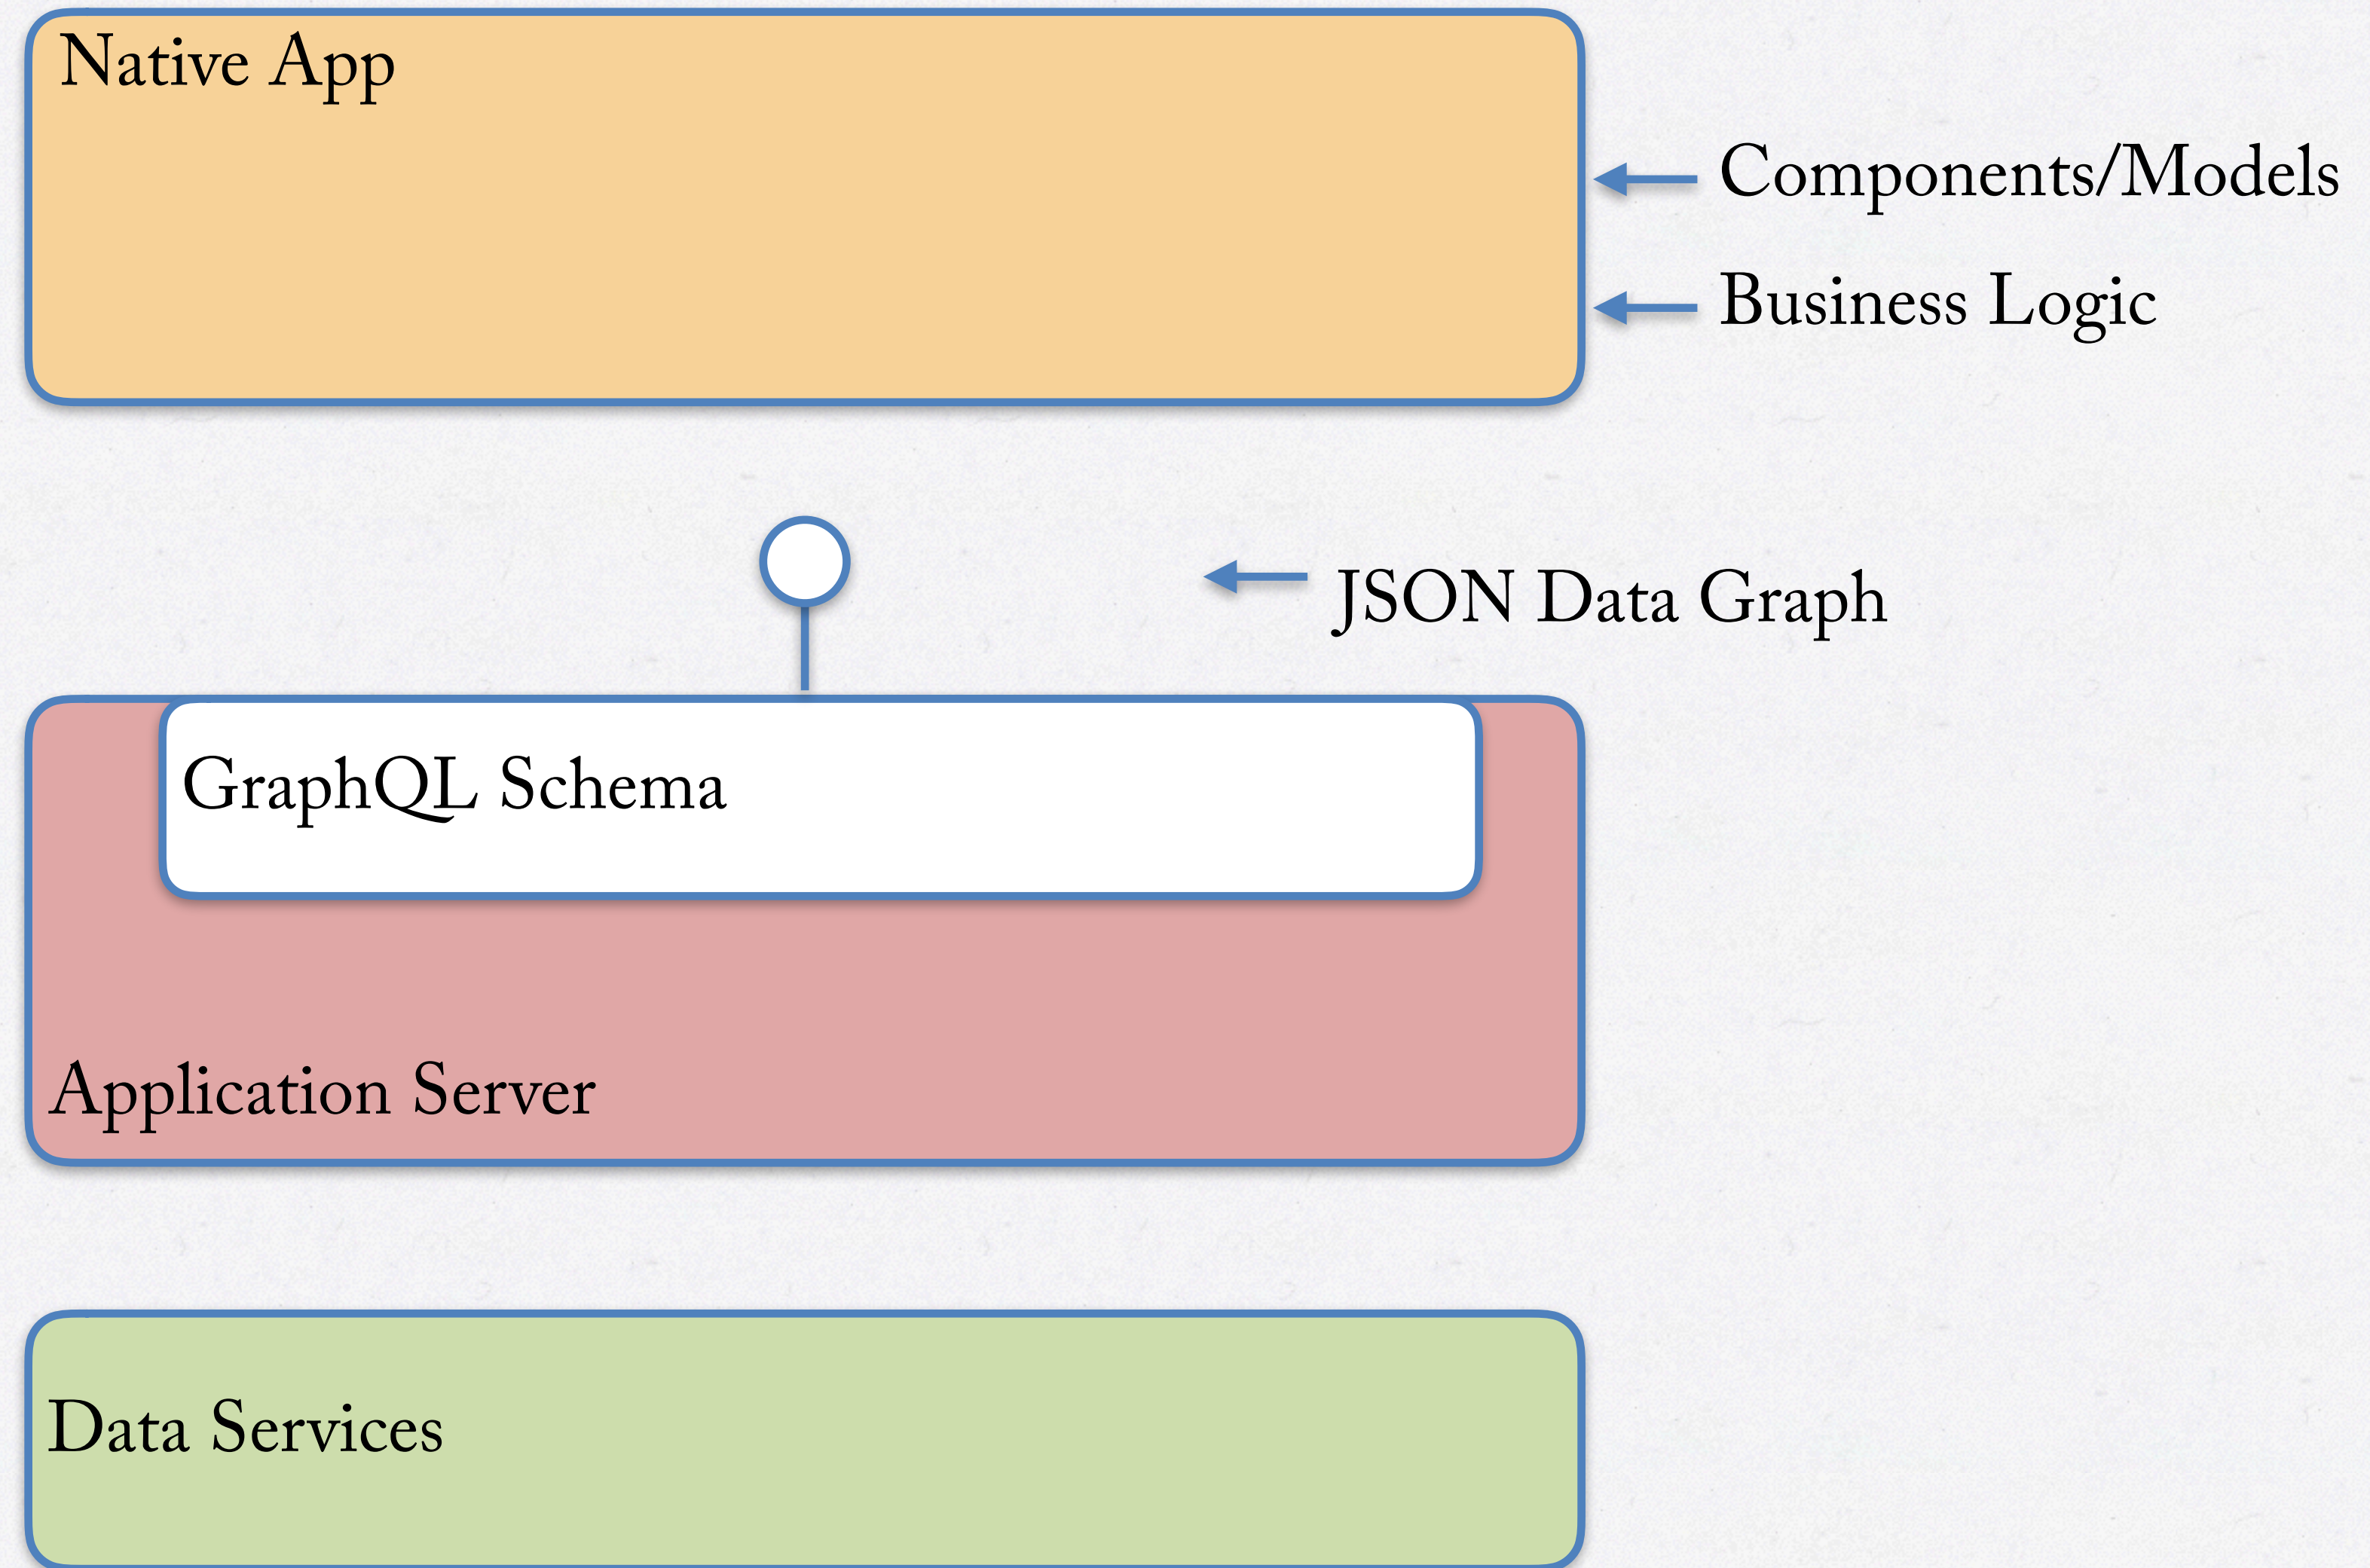 Native App
Components/Models
Business Logic
JSON Data Graph
GraphQL Schema
Application Server
Data Services